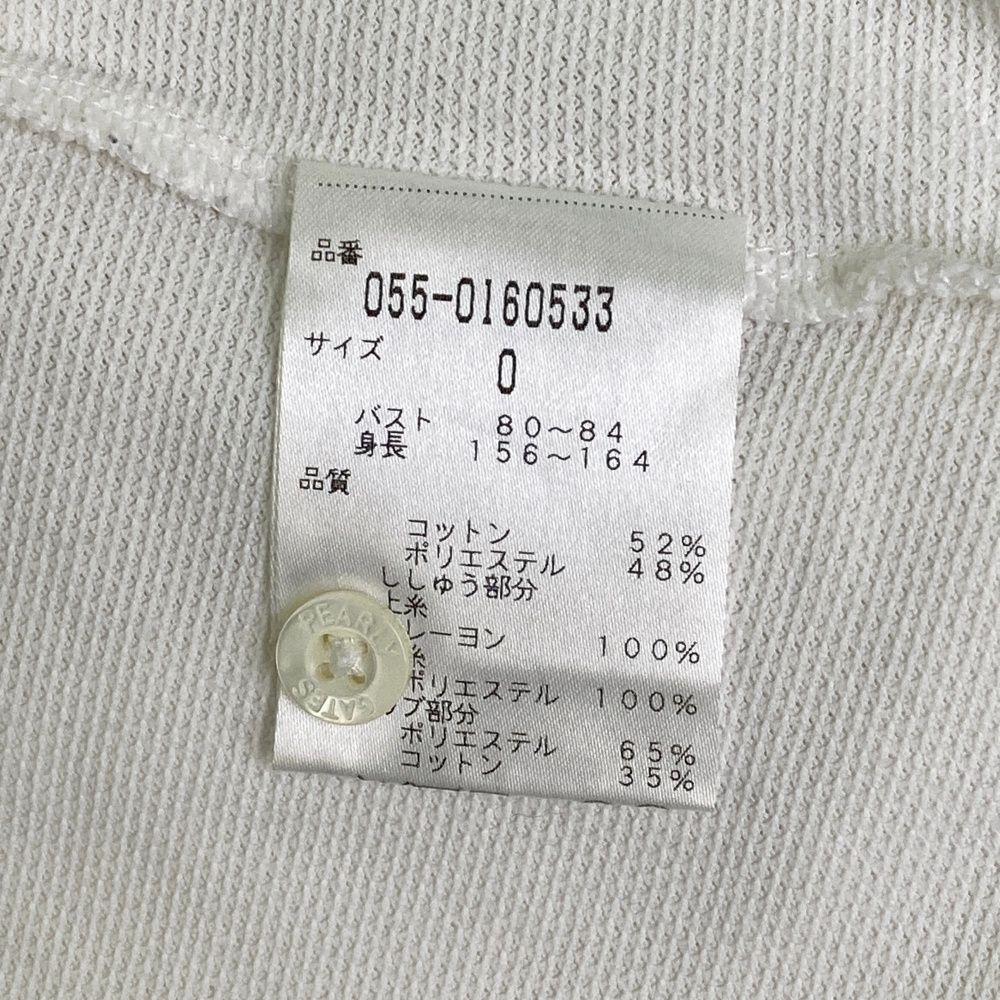 品番
055-0160533
サイズ
0
バスト 80～84
身長 156～164
品質
コットン 52%
ポリエステル 48%
ししゅう部分
上糸
レーヨン 100%
糸
ポリエステル 100%
ブ部分
ポリエステル 65%
コットン 35%
PEARLY
GATES